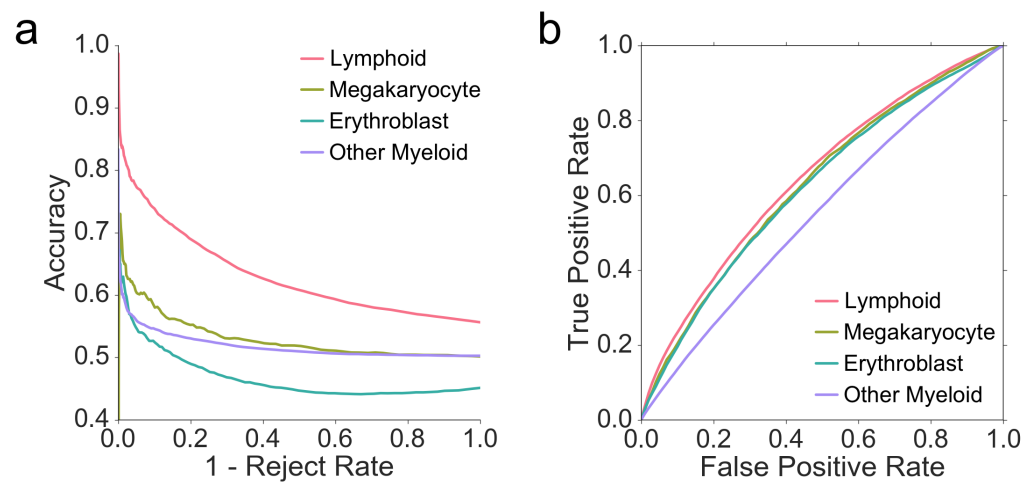 a
1.0
0.9
0.8
0.7
0.6
0.5
0.4
Accuracy
0.0 0.2 0.4 0.6 0.8 1.0
1 - Reject Rate
Lymphoid
Megakaryocyte
Erythroblast
Other Myeloid
b
1.0
0.8
0.6
0.4
0.2
0.0
True Positive Rate
0.0 0.2 0.4 0.6 0.8 1.0
False Positive Rate
Lymphoid
Megakaryocyte
Erythroblast
Other Myeloid